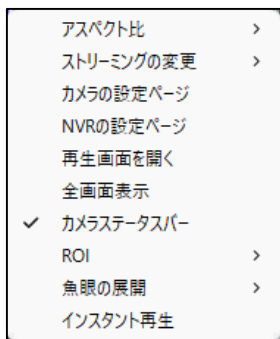 アスペクト比
ストリーミングの変更
カメラの設定ページ
NVRの設定ページ
再生画面を開く
全画面表示
カメラステータスバー
ROI
魚眼の展開
インスタント再生